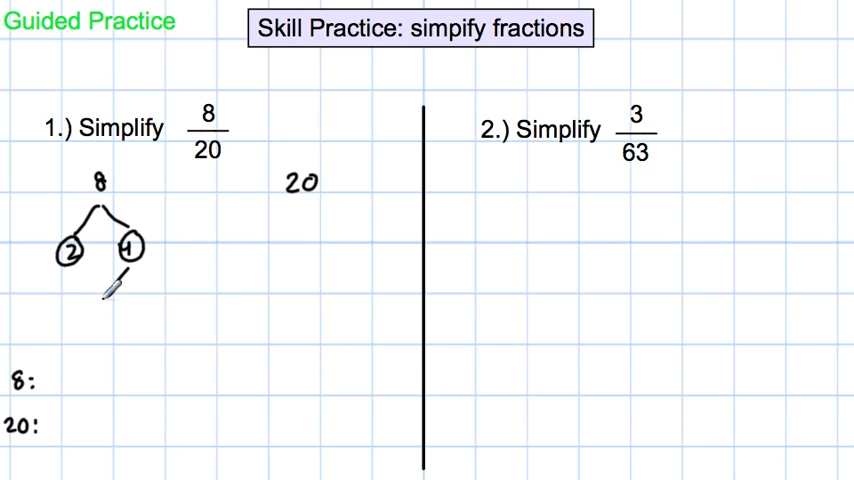 Guided Practice
Skill Practice: simpify fractions
1.) Simplify 8
20
8 20
2 4
8:
20:
2.) Simplify 3
63